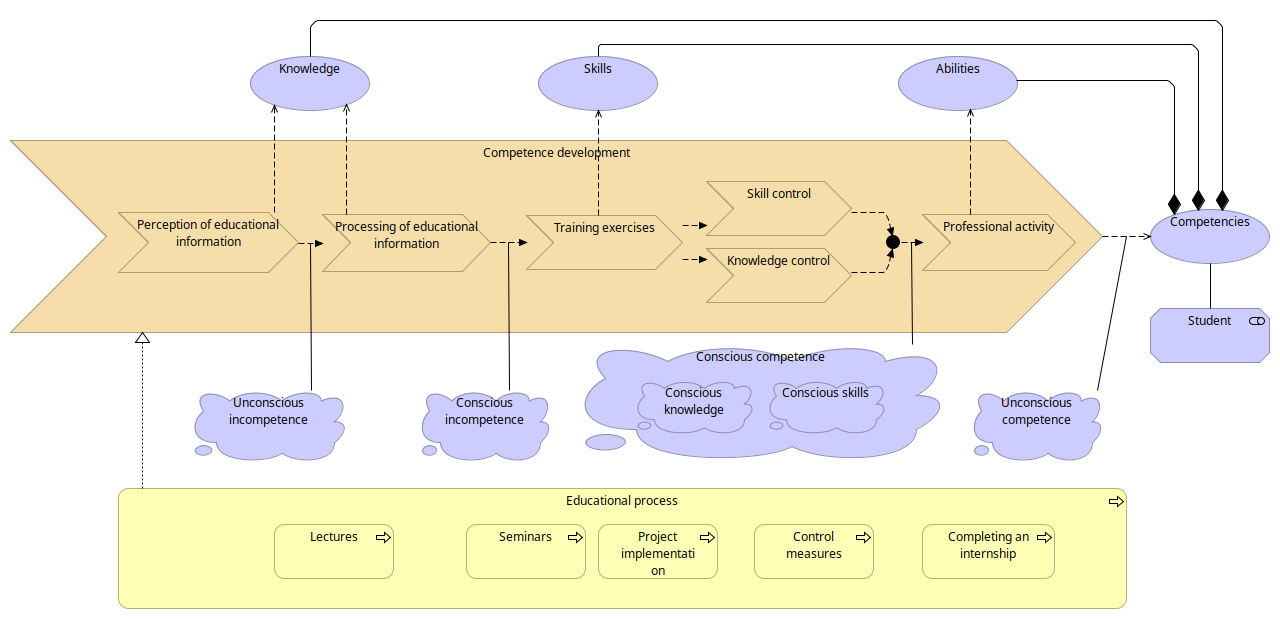 Knowledge
Skills
Abilities
Competence development
Perception of educational
information
Processing of educational
information
Training exercises
Skill control
Knowledge control
Professional activity
Competencies
Student
Unconscious
incompetence
Conscious
incompetence
Conscious competence
Conscious
knowledge
Conscious skills
Unconscious
competence
Educational process
Lectures
Seminars
Project
implementati
on
Control
measures
Completing an
internship